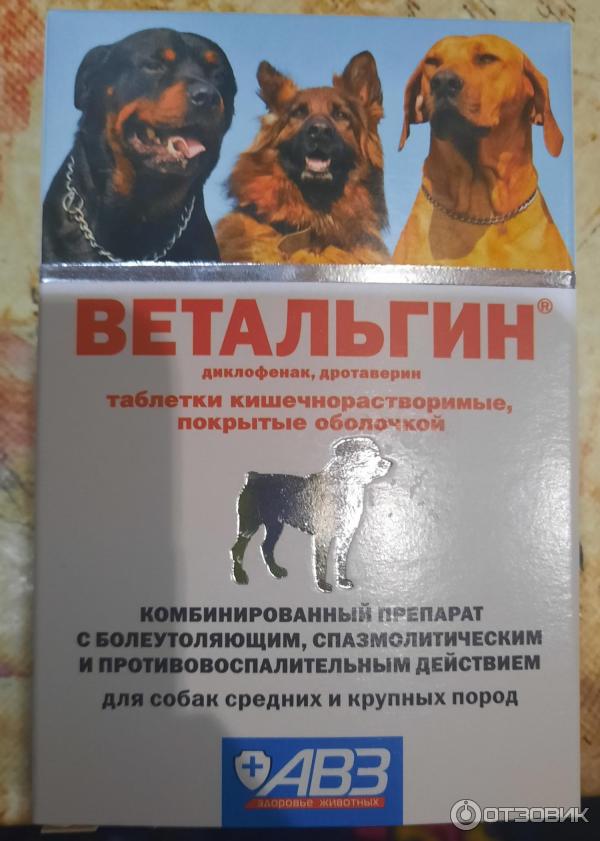 ВЕТАЛЬГИН®
диклофенак, дротаверин
таблетки кишечнорастворимые,
покрытые оболочкой
КОМБИНИРОВАННЫЙ ПРЕПАРАТ
С БОЛЕУТОЛЯЮЩИМ, СПАЗМОЛИТИЧЕСКИМ
И ПРОТИВОВОСПАЛИТЕЛЬНЫМ ДЕЙСТВИЕМ
для собак средних и крупных пород
АВЗ
здоровье животных
ОТЗОВИК